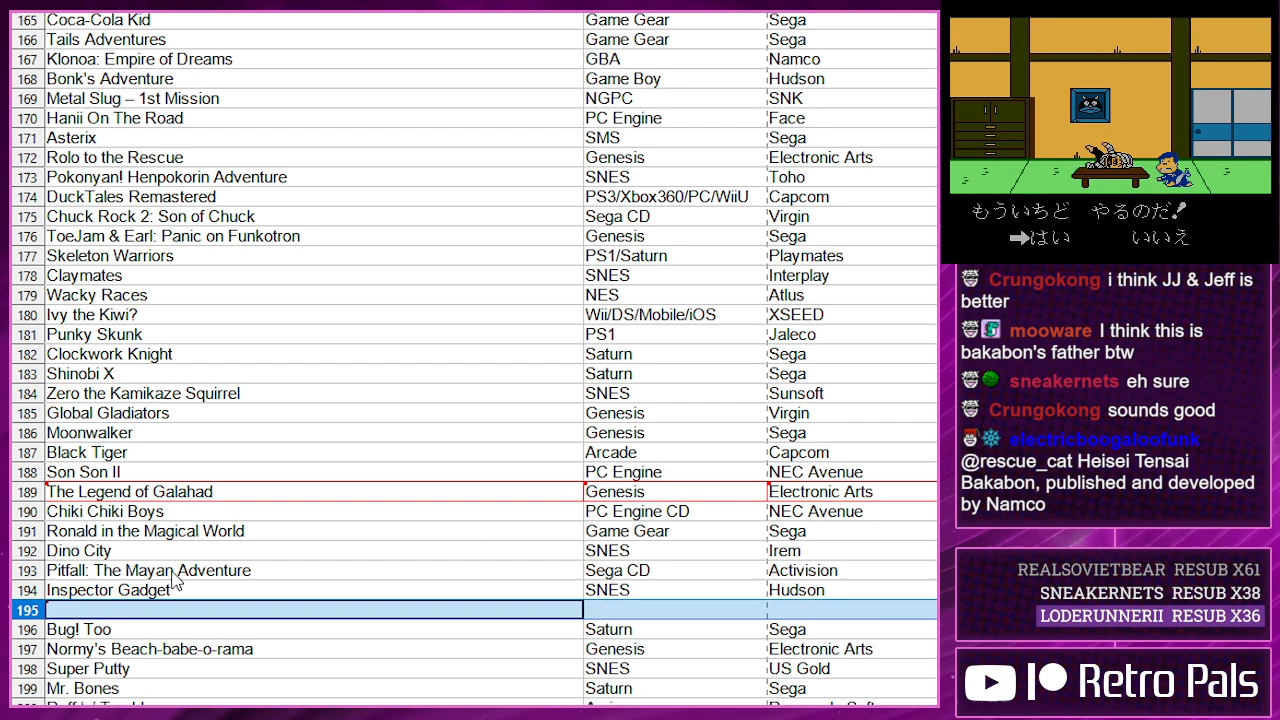 165 Coca-Cola Kid Game Gear Sega
166 Tails Adventures Game Gear Sega
167 Klonoa: Empire of Dreams GBA Namco
168 Bonk's Adventure Game Boy Hudson
169 Metal Slug – 1st Mission NGPC SNK
170 Hanii On The Road PC Engine Face
171 Asterix SMS Sega
172 Rolo to the Rescue Genesis Electronic Arts
173 Pokonyan! Henpokorin Adventure SNES Toho
174 DuckTales Remastered PS3/Xbox360/PC/WiiU Capcom
175 Chuck Rock 2: Son of Chuck Sega CD Virgin
176 ToeJam & Earl: Panic on Funkotron Genesis Sega
177 Skeleton Warriors PS1/Saturn Playmates
178 Claymates SNES Interplay
179 Wacky Races NES Atlus
180 Ivy the Kiwi? Wii/DS/Mobile/iOS XSEED
181 Punky Skunk PS1 Jaleco
182 Clockwork Knight Saturn Sega
183 Shinobi X Saturn Sega
184 Zero the Kamikaze Squirrel SNES Sunsoft
185 Global Gladiators Genesis Virgin
186 Moonwalker Genesis Sega
187 Black Tiger Arcade Capcom
188 Son Son II PC Engine NEC Avenue
189 The Legend of Galahad Genesis Electronic Arts
190 Chiki Chiki Boys PC Engine CD NEC Avenue
191 Ronald in the Magical World Game Gear Sega
192 Dino City SNES Irem
193 Pitfall: The Mayan Adventure Sega CD Activision
194 Inspector Gadget SNES Hudson
195
196 Bug! Too Saturn Sega
197 Normy's Beach-babe-o-rama Genesis Electronic Arts
198 Super Putty SNES US Gold
199 Mr. Bones Saturn Sega
もういちど やるのだ!
➡はい いいえ
Crungokong i think JJ & Jeff is
better
mooware I think this is
bakabon's father btw
sneakernets eh sure
Crungokong sounds good
electricboogaloofunk
@rescue_cat Heisei Tensai
Bakabon, published and developed
by Namco
REALSOVIETBEAR RESUB X61
SNEAKERNETS RESUB X38
LODERUNNERII RESUB X36
Retro Pals